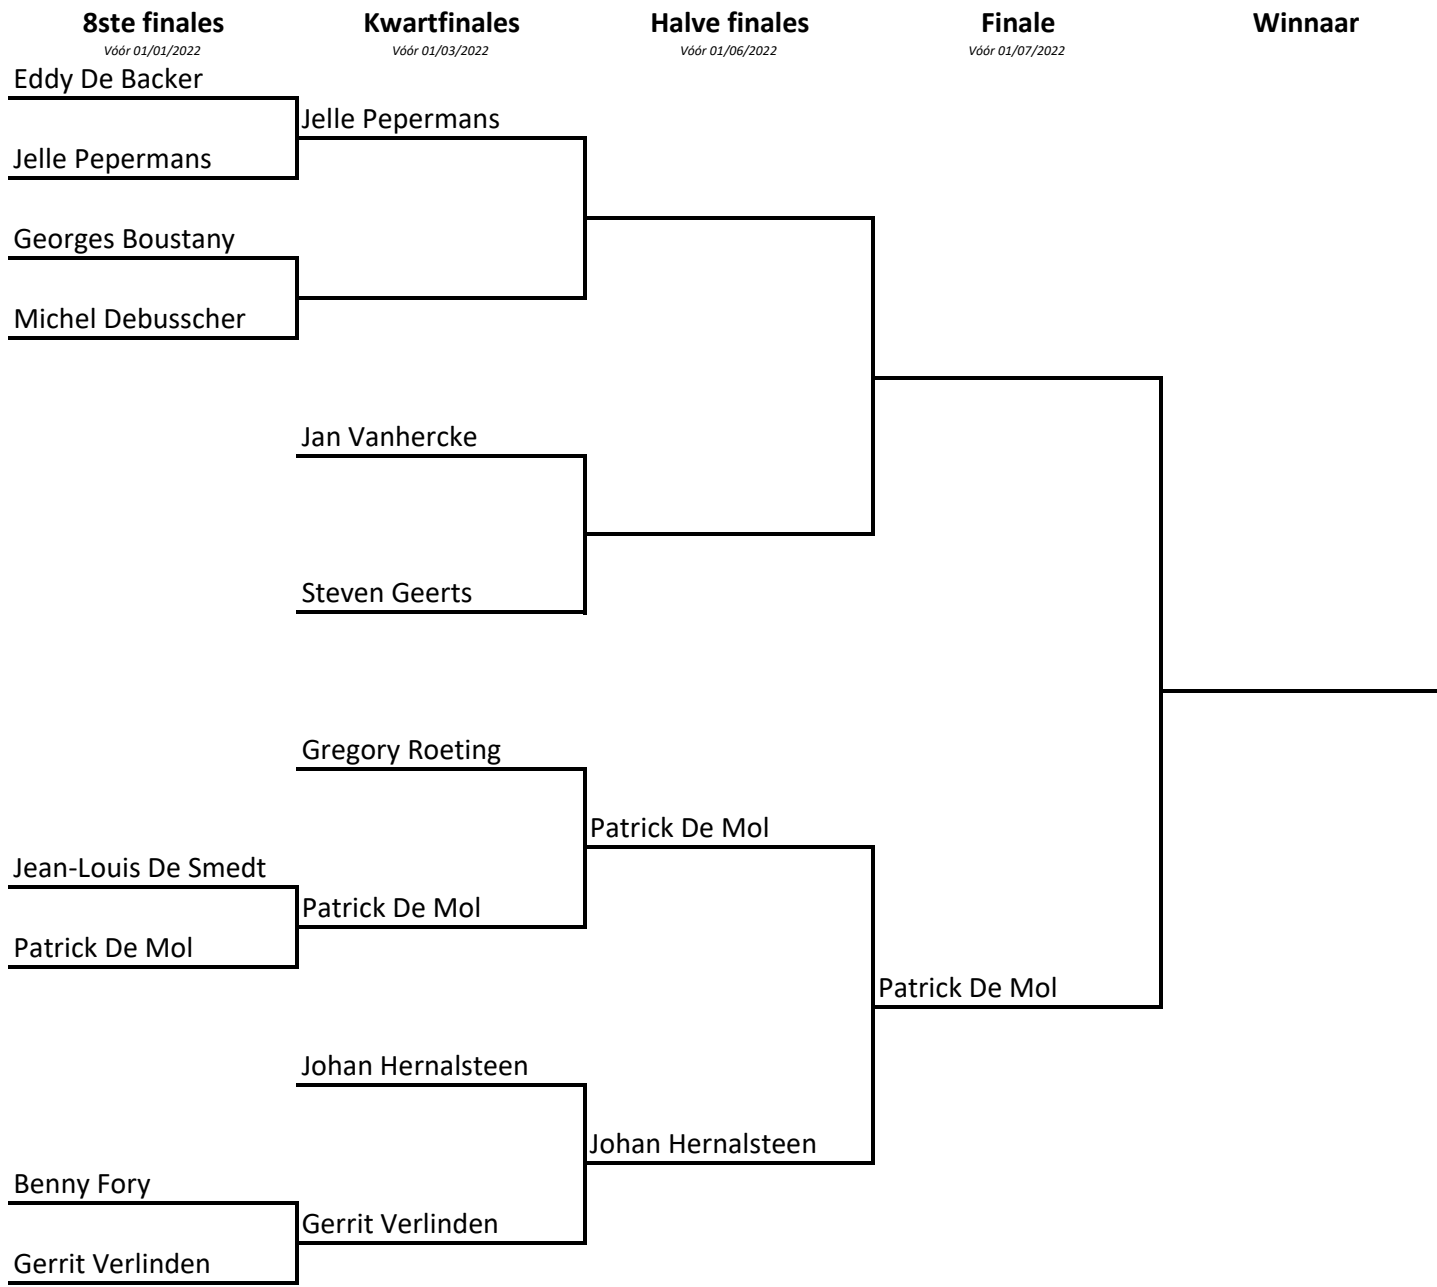 8ste finales
Kwartfinales
Halve finales
Finale
Winnaar
Vóór 01/01/2022
Vóór 01/03/2022
Vóór 01/06/2022
Vóór 01/07/2022
Eddy De Backer
Jelle Pepermans
Jelle Pepermans
Georges Boustany
Michel Debusscher
Jan Vanhercke
Steven Geerts
Gregory Roeting
Patrick De Mol
Jean-Louis De Smedt
Patrick De Mol
Patrick De Mol
Patrick De Mol
Johan Hernalsteen
Johan Hernalsteen
Benny Fory
Gerrit Verlinden
Gerrit Verlinden